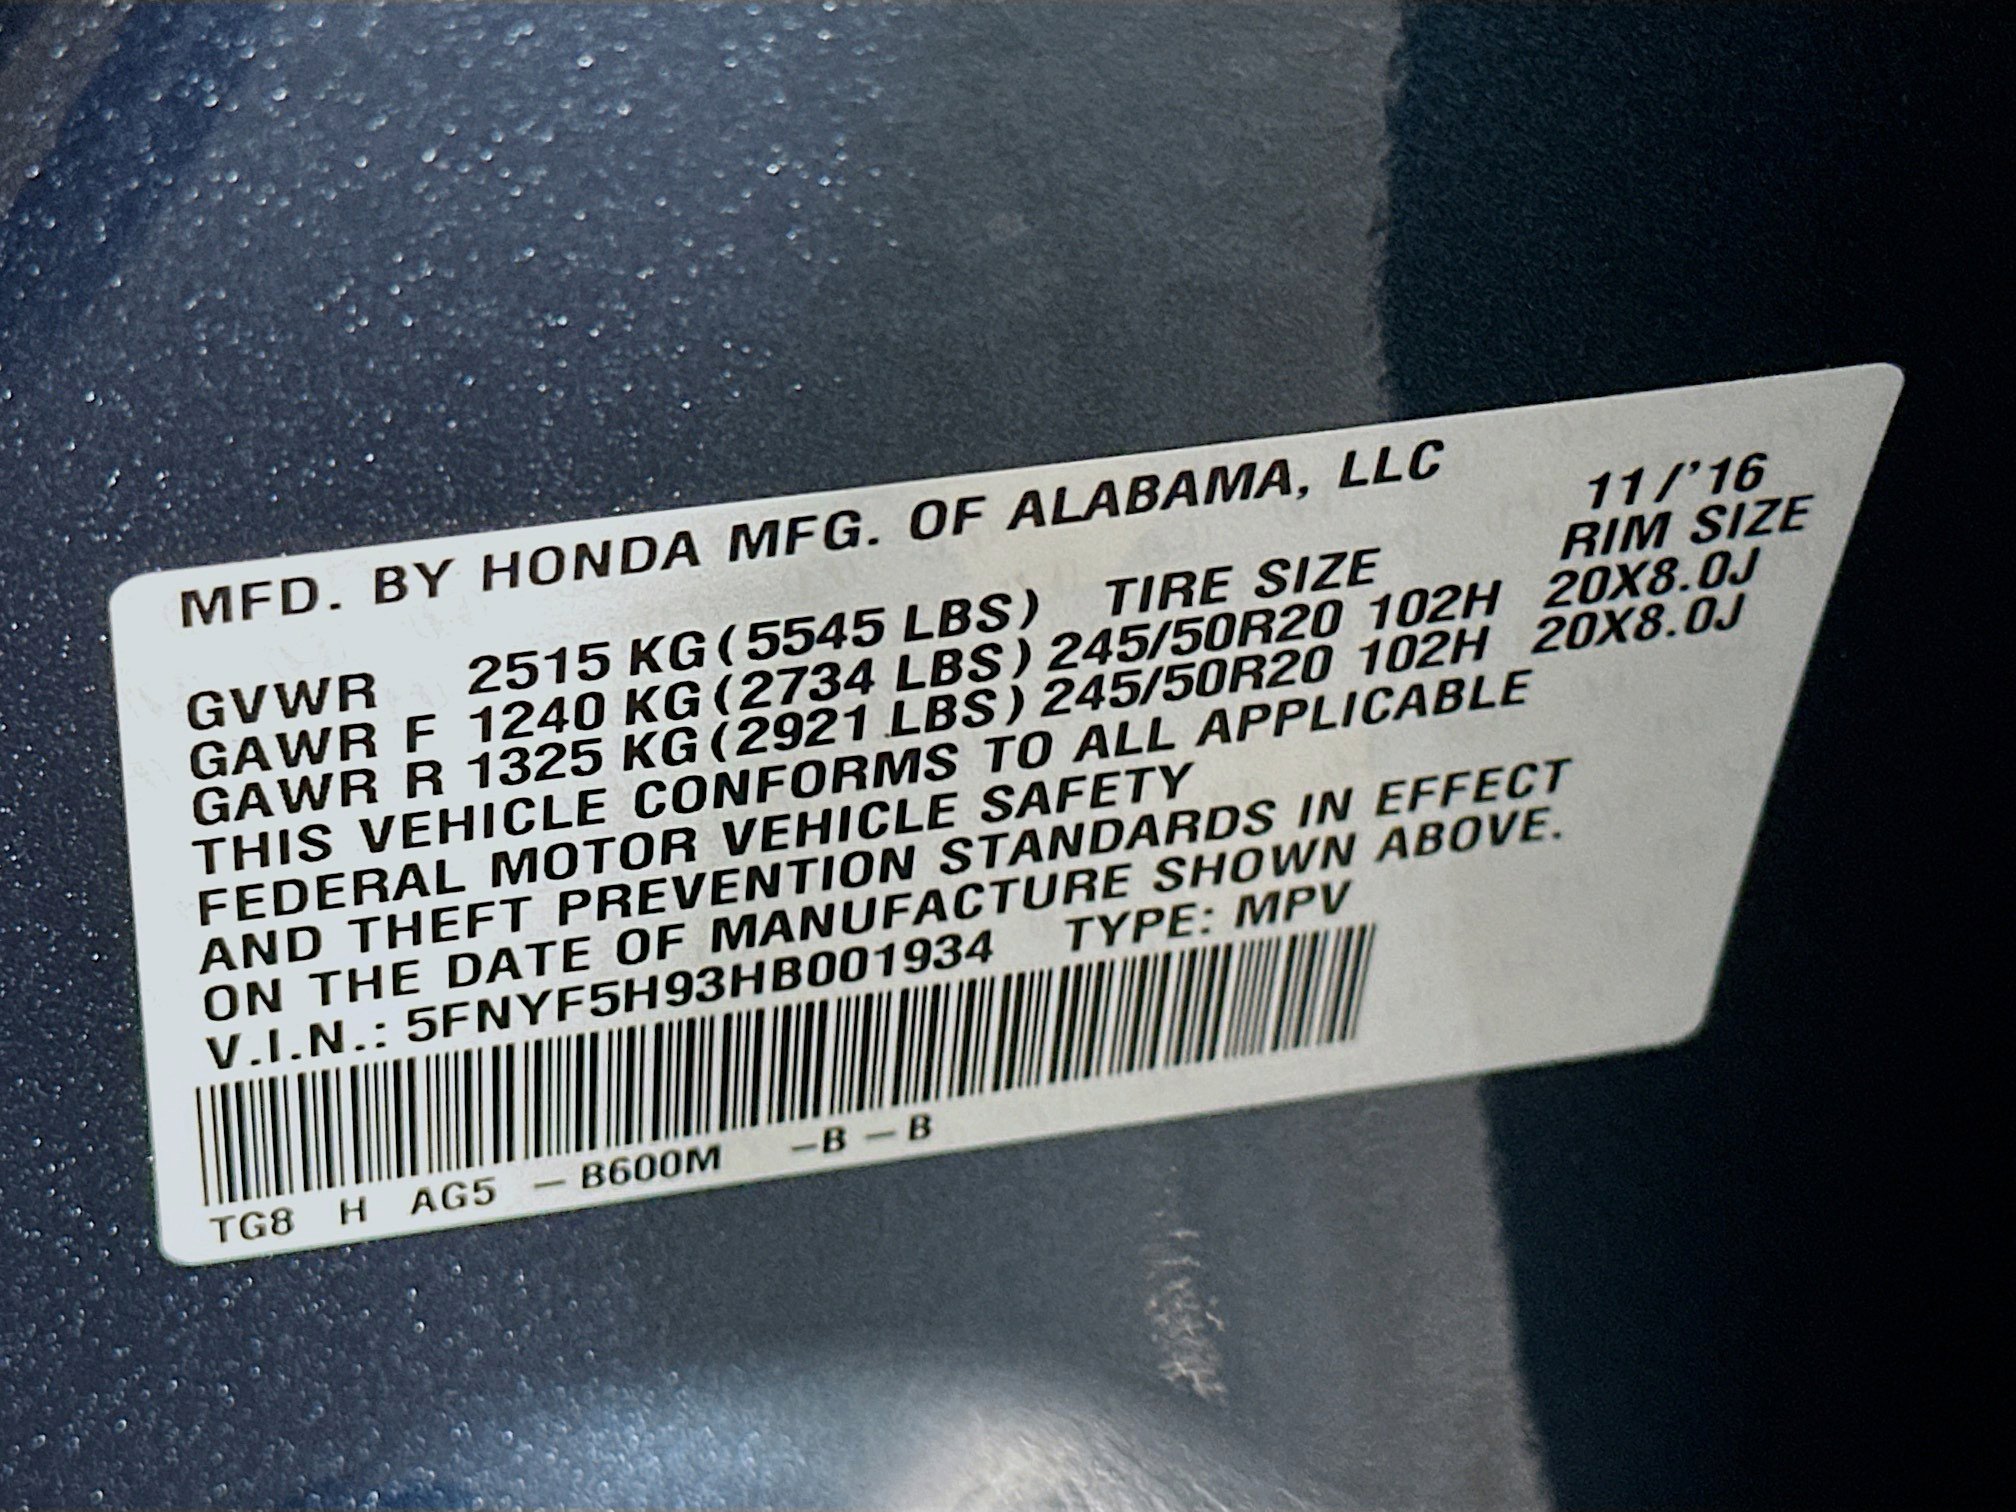 MFD. BY HONDA MFG. OF ALABAMA, LLC 11/'16
TIRE SIZE RIM SIZE
GVWR 2515 KG (5545 LBS)
GAWR F 1240 KG (2734 LBS) 245/50R20 102H 20X8.0J
GAWR R 1325 KG (2921 LBS) 245/50R20 102H 20X8.0J
THIS VEHICLE CONFORMS TO ALL APPLICABLE
FEDERAL MOTOR VEHICLE SAFETY
AND THEFT PREVENTION STANDARDS IN EFFECT
ON THE DATE OF MANUFACTURE SHOWN ABOVE.
V.I.N.: 5FNYF5H93HB001934 TYPE: MPV
TG8 H AG5 – B600M –B – B